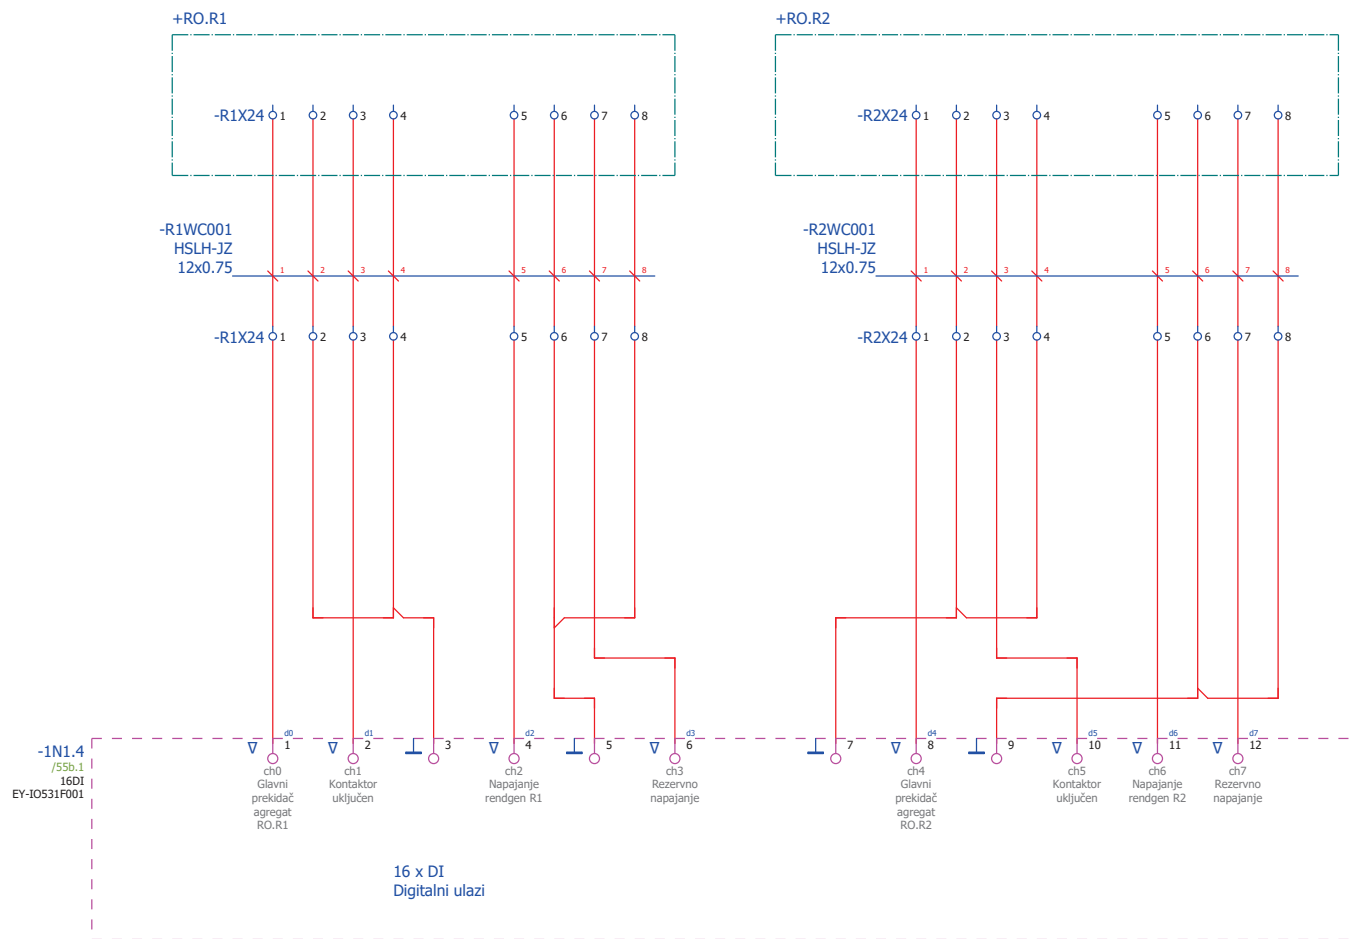 +RO.R1
+RO.R2
-R1X24 1 2 3 4 5 6 7 8
-R2X24 1 2 3 4 5 6 7 8
-R1WC001
HSLH-JZ
12x0.75
1 2 3 4 5 6 7 8
-R2WC001
HSLH-JZ
12x0.75
1 2 3 4 5 6 7 8
-R1X24 1 2 3 4 5 6 7 8
-R2X24 1 2 3 4 5 6 7 8
d0 d1 d2 d3 d4 d5 d6 d7
1 2 3 4 5 6 7 8 9 10 11 12
-1N1.4
/55b.1
16DI
EY-IO531F001
ch0
Glavni
prekidač
agregat
RO.R1
ch1
Kontaktor
uključen
ch2
Napajanje
rendgen R1
ch3
Rezervno
napajanje
ch4
Glavni
prekidač
agregat
RO.R2
ch5
Kontaktor
uključen
ch6
Napajanje
rendgen R2
ch7
Rezervno
napajanje
16 x DI
Digitalni ulazi